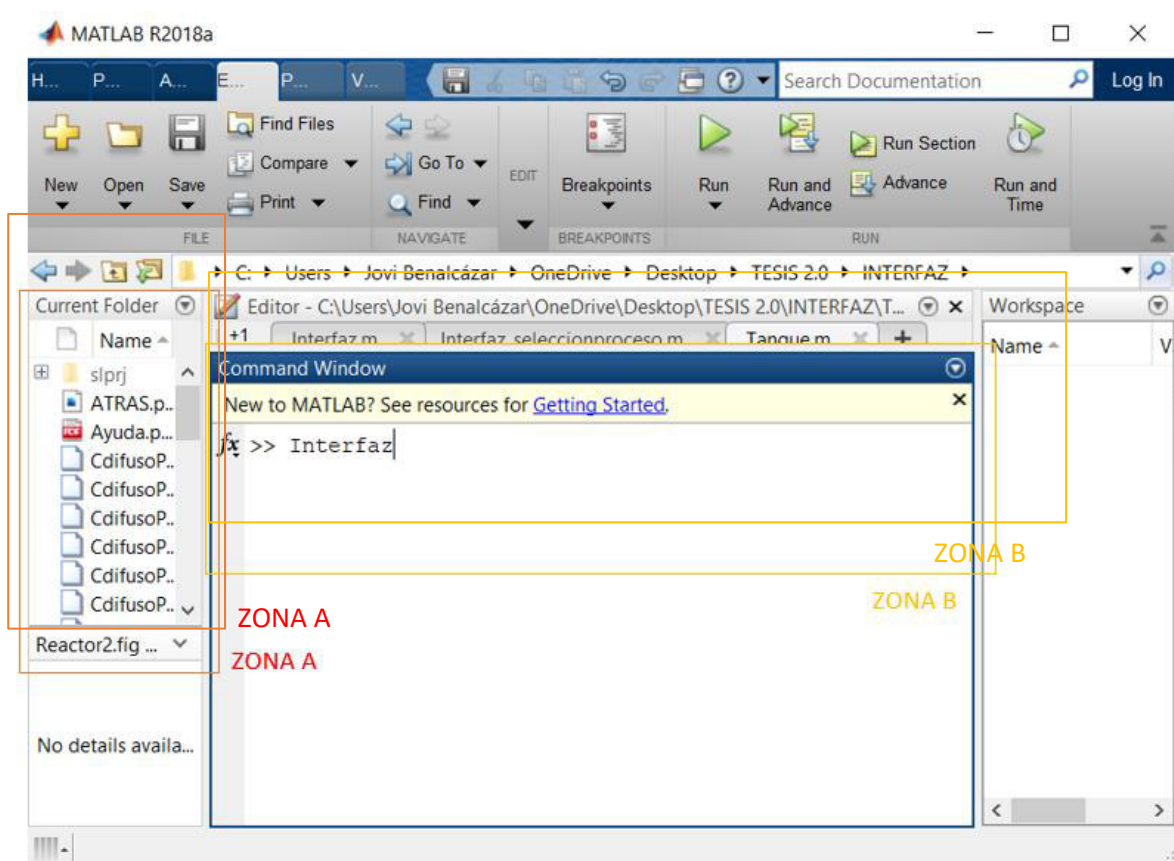 MATLAB R2018a
H... P... A... E... P... V... Search Documentation Log In
New Open Save Find Files Compare Print
Go To Find EDIT Breakpoints Run Run and Advance Run Section Advance Run and Time
FILE NAVIGATE BREAKPOINTS RUN
C: Users Jovi Benalcázar OneDrive Desktop TESIS 2.0 INTERFAZ
Current Folder
Name
slprj
ATRAS.p..
Ayuda.p...
CdifusoP..
CdifusoP..
CdifusoP..
CdifusoP..
CdifusoP..
CdifusoP..
Reactor2.fig ...
No details availa...
Editor - C:\Users\Jovi Benalcázar\OneDrive\Desktop\TESIS 2.0\INTERFAZ\T...
+1 Interfaz.m Interfaz_seleccionproceso.m Tanque.m +
Command Window
New to MATLAB? See resources for Getting Started.
fx >> Interfaz
Workspace
Name V
ZONA B
ZONA B
ZONA A
ZONA A